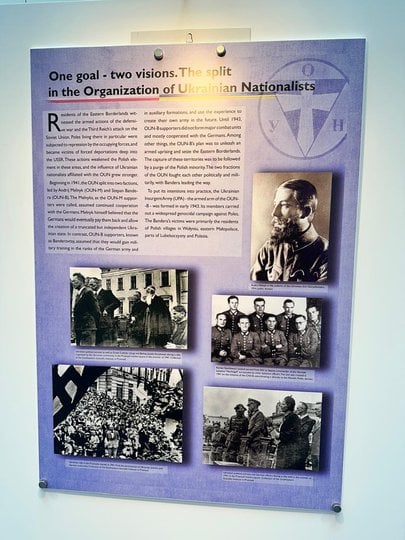 One goal - two visions. The split
in the Organization of Ukrainian Nationalists
О
У Н
Residents of the Eastern Borderlands wit-
nessed the armed actions of the defens-
ive war and the Third Reich's attack on the
Soviet Union. Poles living there in particular were
subjected to repression by the occupying forces, and
became victims of forced deportations deep into
the USSR. These actions weakened the Polish ele-
ment in these areas, and the influence of Ukrainian
nationalists affiliated with the OUN grew stronger.
Beginning in 1941, the OUN split into two factions,
led by Andrij Melnyk (OUN-M) and Stepan Bande-
ra (OUN-B). The Melnykis, as the OUN-M support-
ers were called, assumed continued cooperation
with the Germans. Melnyk himself believed that the
Germans would eventually pay them back and allow
the creation of a truncated but independent Ukra-
inian state. In contrast, OUN-B supporters, known
as Banderivtsi, assumed that they would gain mili-
tary training in the ranks of the German army and
in auxiliary formations, and use the experience to
create their own army in the future. Until 1943,
OUN-B supporters did not form major combat units
and mostly cooperated with the Germans. Among
other things, the OUN-B's plan was to unleash an
armed uprising and seize the Eastern Borderlands.
The capture of these territories was to be followed
by a purge of the Polish minority. The two fractions
of the OUN fought each other politically and mili-
tarily, with Bandera leading the way.
To put its intentions into practice, the Ukrainian
Insurgent Army (UPA) - the armed arm of the OUN-
-B - was formed in early 1943. Its members carried
out a widespread genocidal campaign against Poles.
The Bandera's victims were primarily the residents
of Polish villages in Wolynia, eastern Małopolska,
parts of Lubelszczyzny and Polesia.